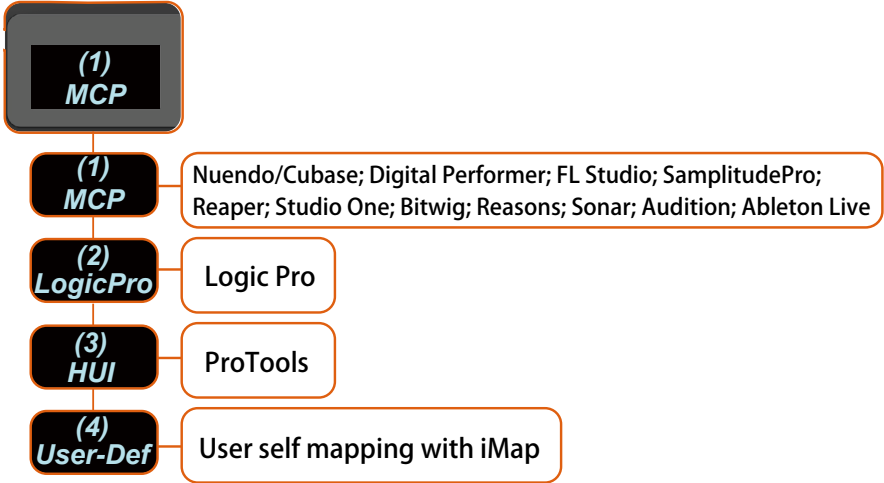 (1)
MCP
(1)
MCP
Nuendo/Cubase; Digital Performer; FL Studio; SamplitudePro;
Reaper; Studio One; Bitwig; Reasons; Sonar; Audition; Ableton Live
(2)
LogicPro
Logic Pro
(3)
HUI
ProTools
(4)
User-Def
User self mapping with iMap